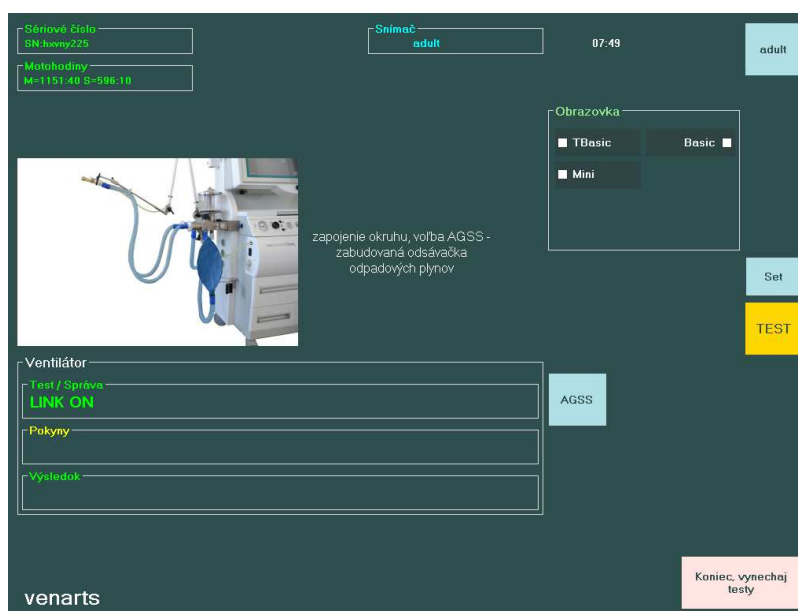 Sériové číslo
SN:hxvny225
Snímač
adult
07:49
adult
Motohodiny
M=1151:40 S=596:10
Obrazovka
TBasic
Basic
Mini
zapojenie okruhu, voľba AGSS -
zabudovaná odsávačka
odpadových plynov
Set
TEST
Ventilátor
Test / Správa
LINK ON
AGSS
Pokyny
Výsledok
Koniec, vynechaj
testy
venarts